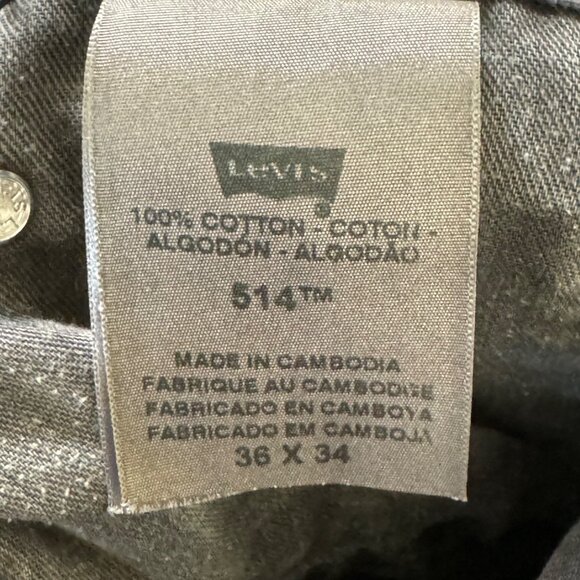 LEVI'S
®
100% COTTON - COTON -
ALGODÓN - ALGODÃO
514™
MADE IN CAMBODIA
FABRIQUE AU CAMBODGE
FABRICADO EN CAMBOYA
FABRICADO EM CAMBOJA
36 X 34